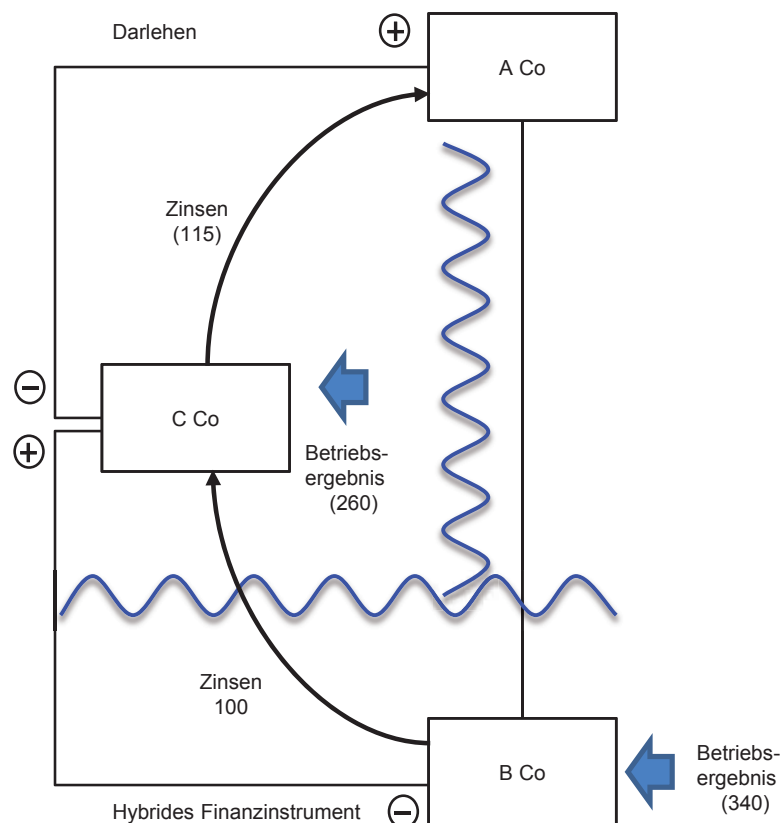 Darlehen
+
A Co
Zinsen
(115)
−
C Co
+
Betriebs-
ergebnis
(260)
Zinsen
100
B Co
Betriebs-
ergebnis
(340)
Hybrides Finanzinstrument
−